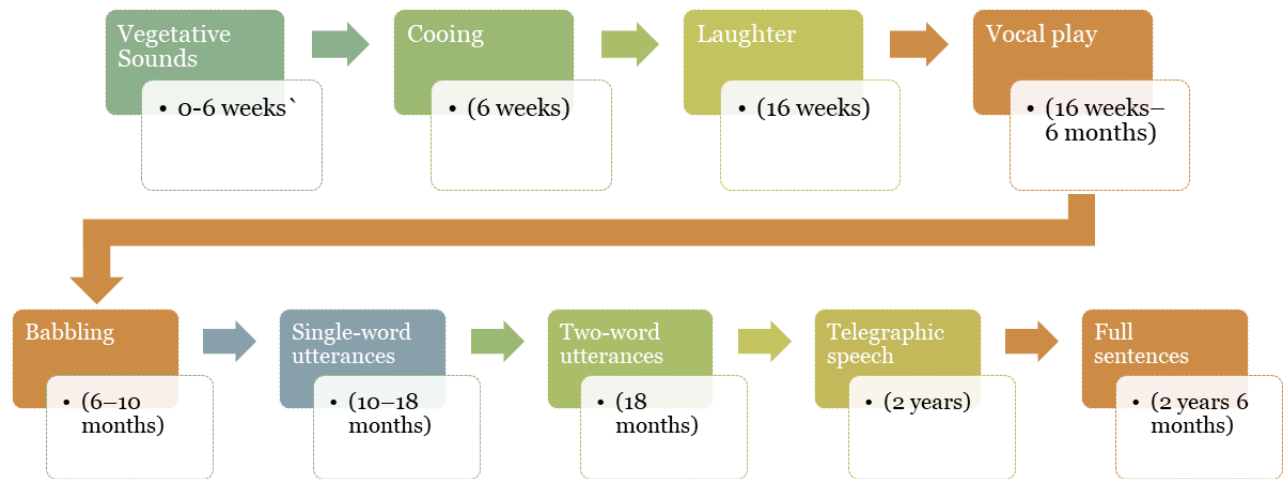 Vegetative
Sounds
• 0-6 weeks`
Cooing
• (6 weeks)
Laughter
• (16 weeks)
Vocal play
• (16 weeks–
6 months)
Babbling
• (6–10
months)
Single-word
utterances
• (10–18
months)
Two-word
utterances
• (18
months)
Telegraphic
speech
• (2 years)
Full
sentences
• (2 years 6
months)